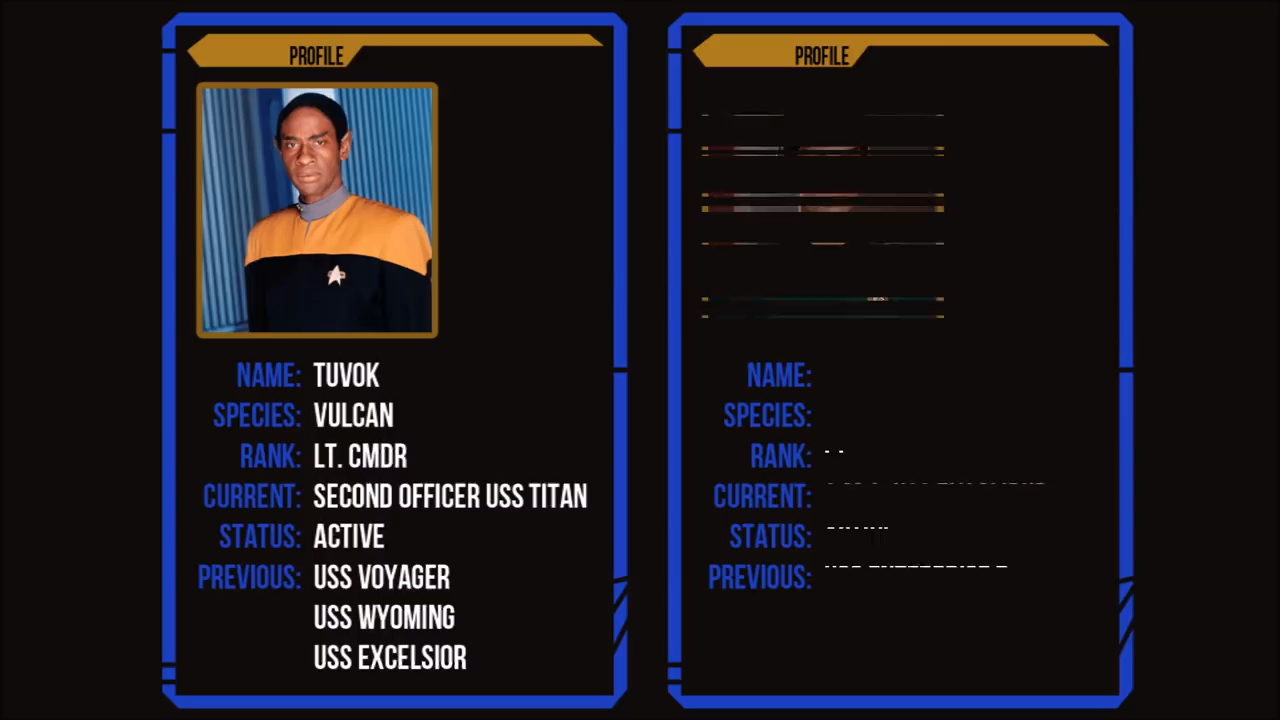 PROFILE
NAME: TUVOK
SPECIES: VULCAN
RANK: LT. CMDR
CURRENT: SECOND OFFICER USS TITAN
STATUS: ACTIVE
PREVIOUS: USS VOYAGER
USS WYOMING
USS EXCELSIOR
PROFILE
NAME:
SPECIES:
RANK:
CURRENT:
STATUS:
PREVIOUS: